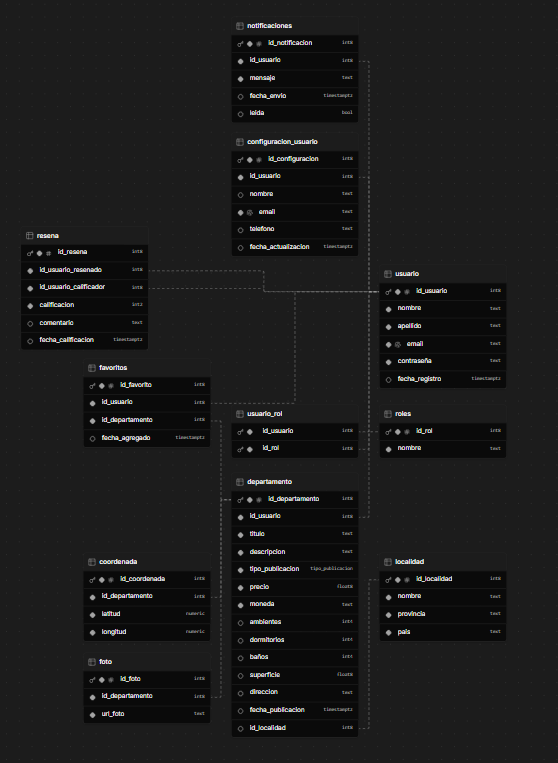 notificaciones
id_notificacion int8
id_usuario int8
mensaje text
fecha_envio timestamptz
leida bool
configuracion_usuario
id_configuracion int8
id_usuario int8
nombre text
email text
telefono text
fecha_actualizacion timestamptz
resena
id_resena int8
id_usuario_resenado int8
id_usuario_calificador int8
calificacion int2
comentario text
fecha_calificacion timestamptz
usuario
id_usuario int8
nombre text
apellido text
email text
contraseña text
fecha_registro timestamptz
favoritos
id_favorito int8
id_usuario int8
id_departamento int8
fecha_agregado timestamptz
usuario_rol
id_usuario int8
id_rol int8
roles
id_rol int8
nombre text
departamento
id_departamento int8
id_usuario int8
titulo text
descripcion text
tipo_publicacion tipo_publicacion
precio float8
moneda text
ambientes int4
dormitorios int4
baños int4
superficie float8
direccion text
fecha_publicacion timestamptz
id_localidad int8
coordenada
id_coordenada int8
id_departamento int8
latitud numeric
longitud numeric
localidad
id_localidad int8
nombre text
provincia text
pais text
foto
id_foto int8
id_departamento int8
url_foto text